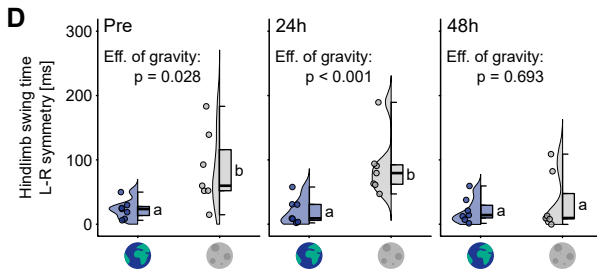 D
Hindlimb swing time
L-R symmetry [ms]
300
200
100
0
Pre
Eff. of gravity:
p = 0.028
a
b
24h
Eff. of gravity:
p < 0.001
a
b
48h
Eff. of gravity:
p = 0.693
a
a